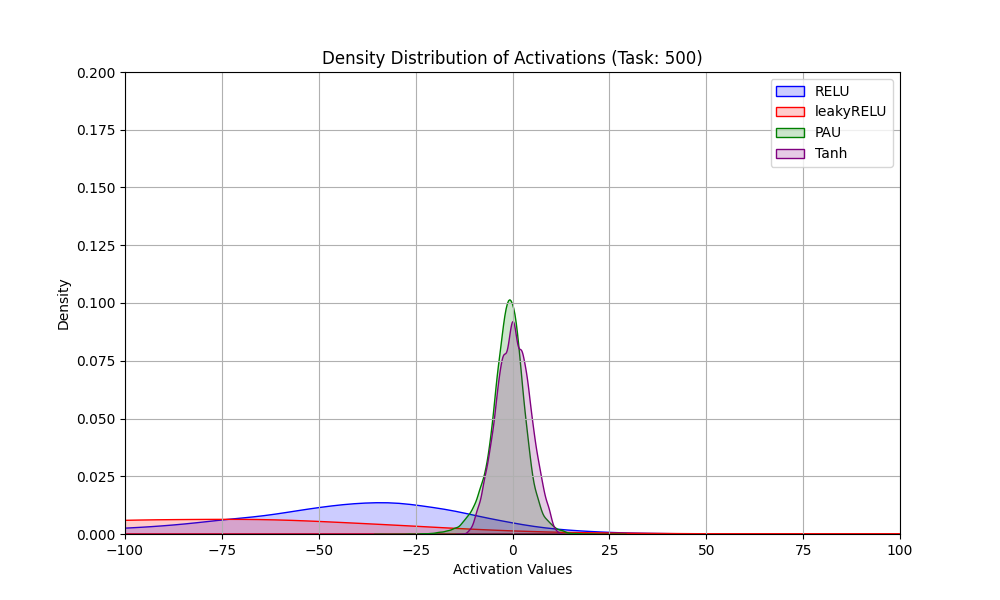 Density Distribution of Activations (Task: 500)
0.200
0.175
0.150
0.125
0.100
0.075
0.050
0.025
0.000
Density
RELU
leakyRELU
PAU
Tanh
−100
−75
−50
−25
0
25
50
75
100
Activation Values